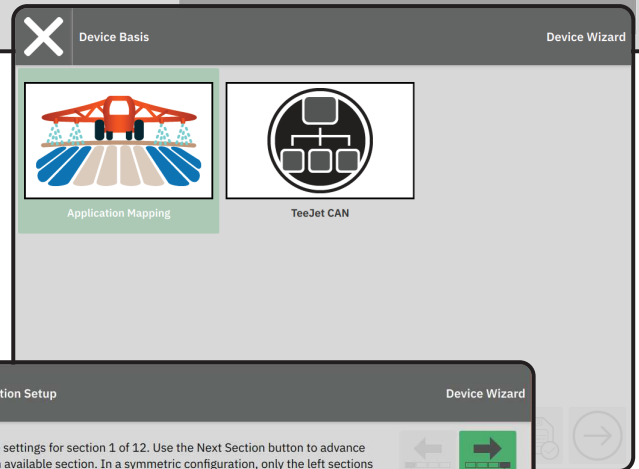 Device Basis
Device Wizard
Application Mapping
TeeJet CAN
tion Setup
Device Wizard
settings for section 1 of 12. Use the Next Section button to advance
available section. In a symmetric configuration, only the left sections